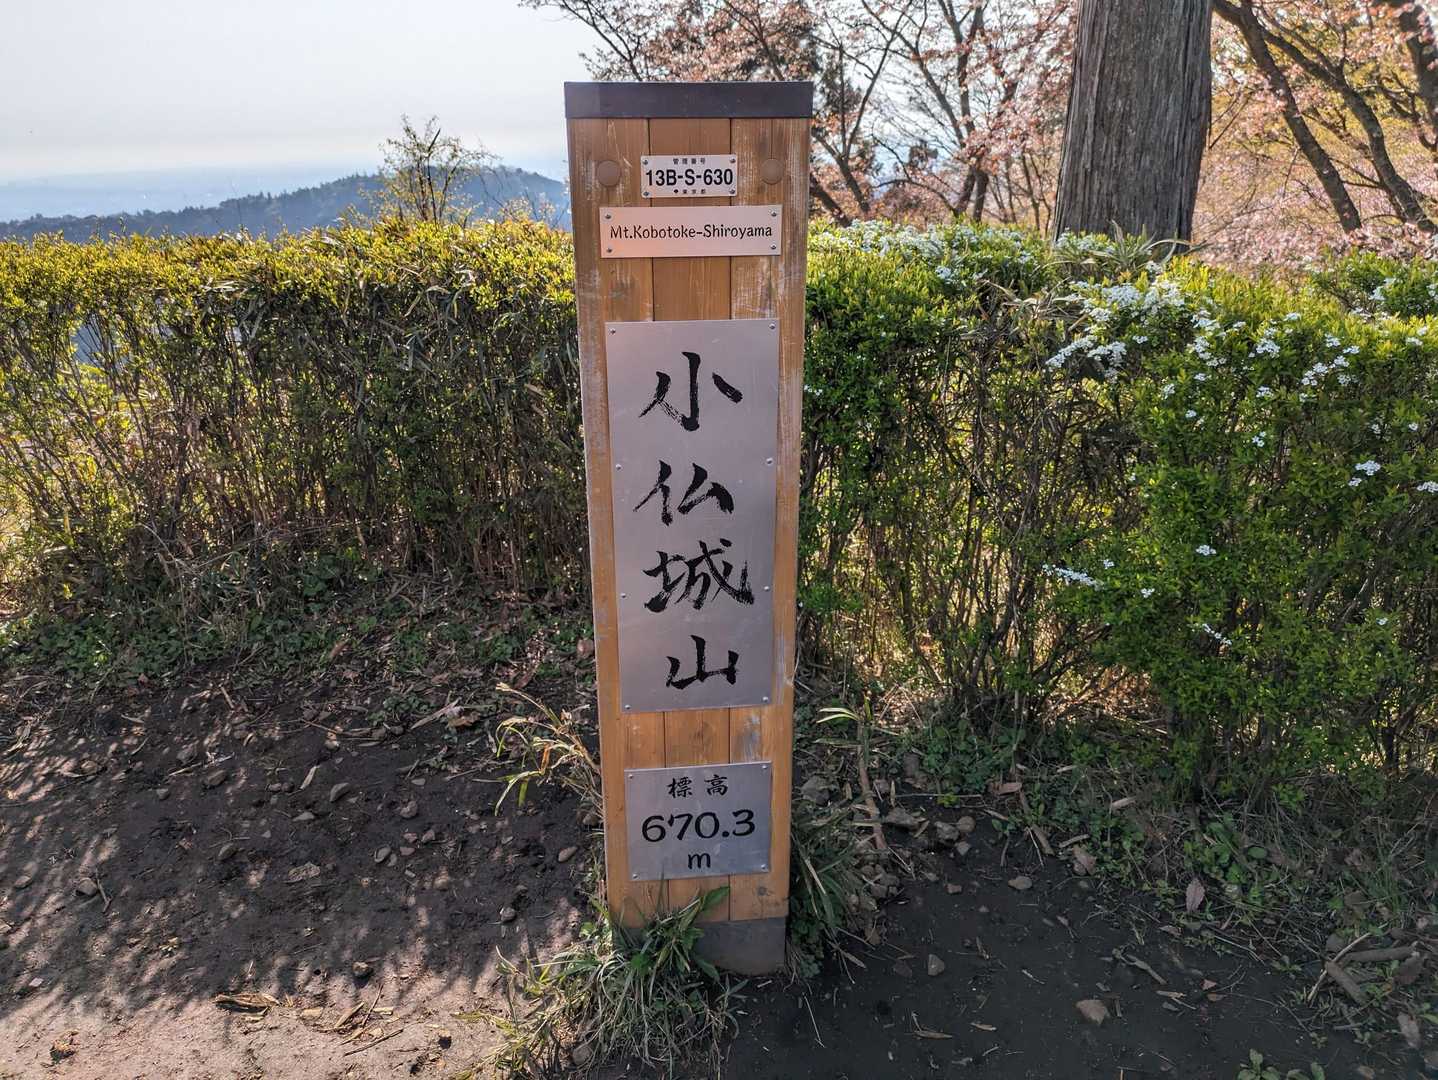 管理番号
13B-S-630
東京都
Mt.Kobotoke-Shiroyama
小仏城山
標高
670.3
m